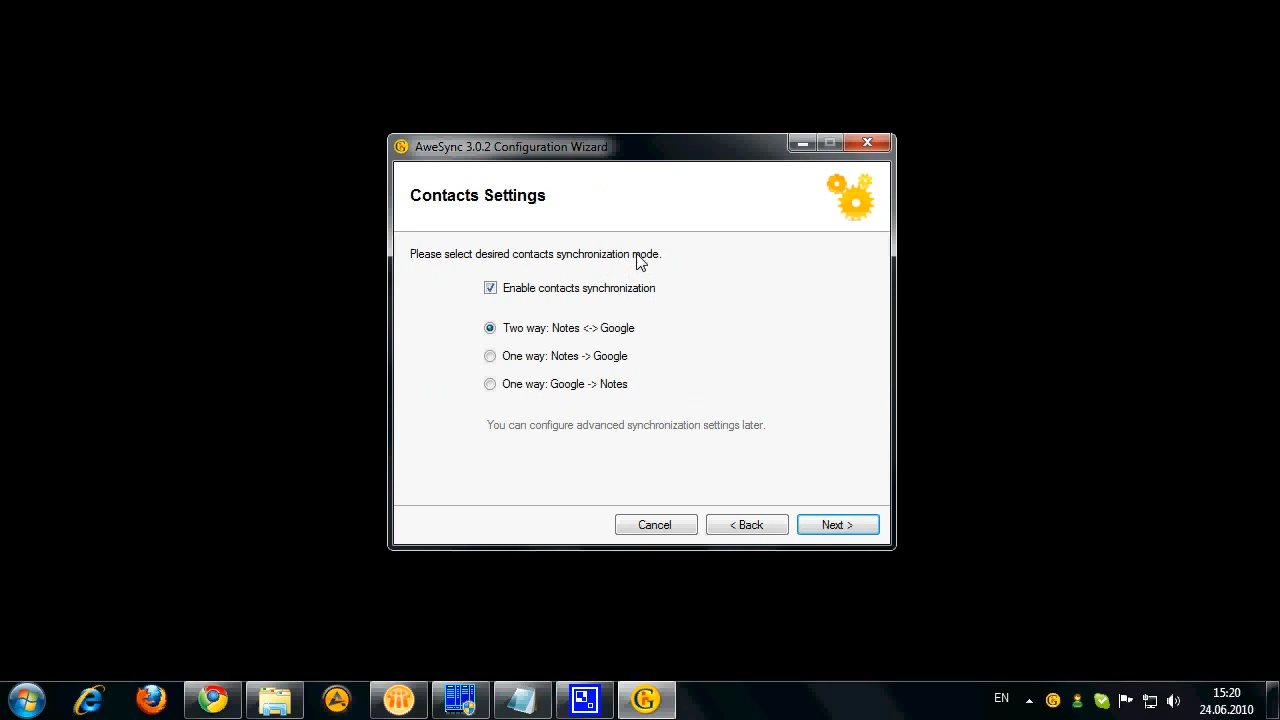 AweSync 3.0.2 Configuration Wizard
Contacts Settings
Please select desired contacts synchronization mode.
Enable contacts synchronization
Two way: Notes <-> Google
One way: Notes -> Google
One way: Google -> Notes
You can configure advanced synchronization settings later.
Cancel
< Back
Next >
EN
15:20
24.06.2010